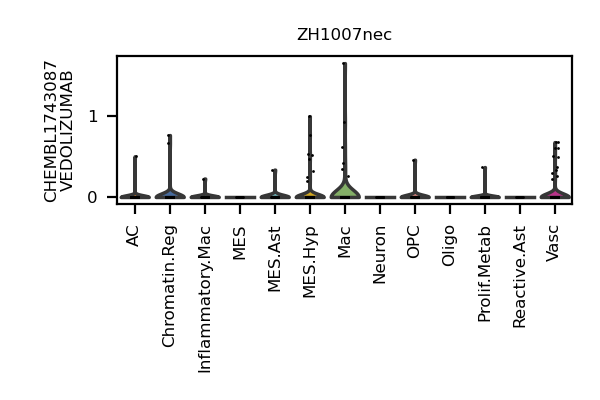 ZH1007nec
CHEMBL1743087
VEDOLIZUMAB
1
0
AC
Chromatin.Reg
Inflammatory.Mac
MES
MES.Ast
MES.Hyp
Mac
Neuron
OPC
Oligo
Prolif.Metab
Reactive.Ast
Vasc